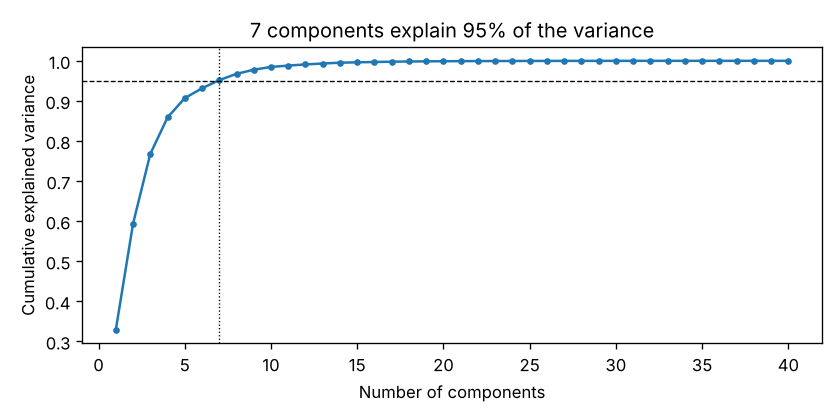 7 components explain 95% of the variance
Cumulative explained variance
1.0
0.9
0.8
0.7
0.6
0.5
0.4
0.3
0 5 10 15 20 25 30 35 40
Number of components